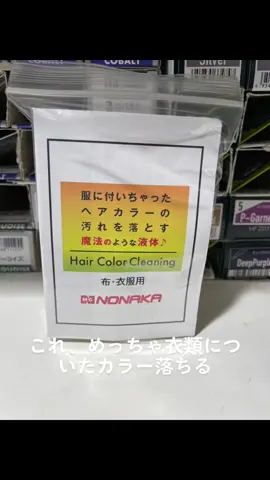 COBALT
COBALT
Silver
服に付いちゃった
ヘアカラーの
汚れを落とす
魔法のような液体♪
Hair Color Cleaning
布・衣服用
NONAKA
5
P-Garne
DeepPurple
これ、めっちゃ衣類につ
いたカラー落ちる